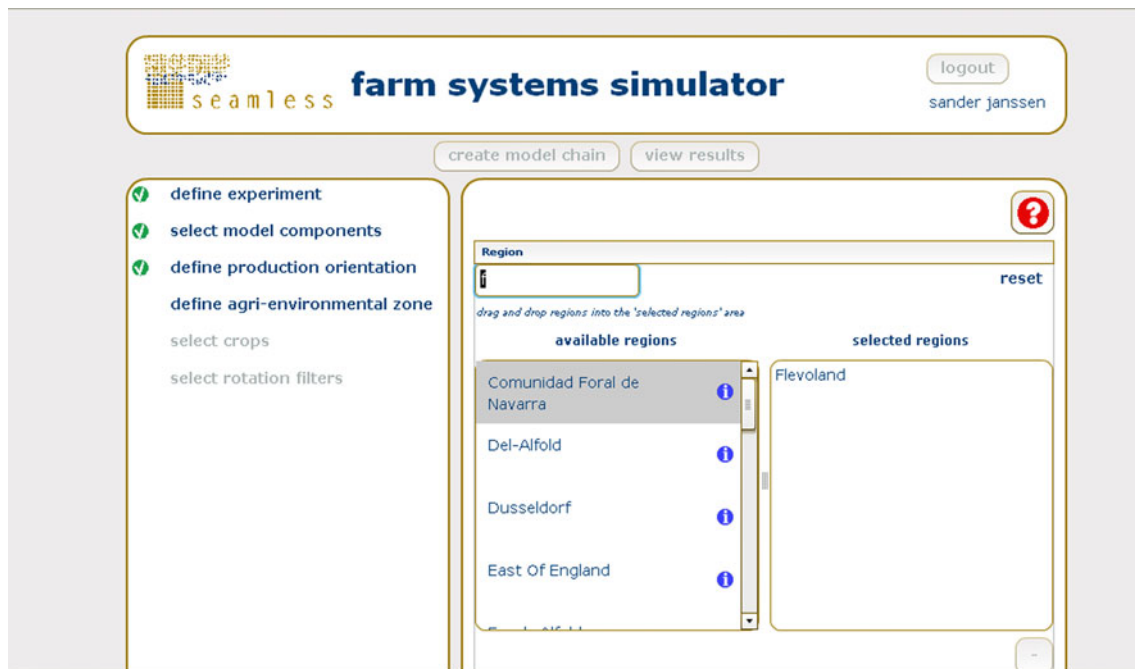 seamless
farm systems simulator
logout
sander janssen
create model chain
view results
define experiment
select model components
define production orientation
define agri-environmental zone
select crops
select rotation filters
?
Region
f
reset
drag and drop regions into the 'selected regions' area
available regions
selected regions
Comunidad Foral de
Navarra
Del-Alfold
Dusseldorf
East Of England
Flevoland
-